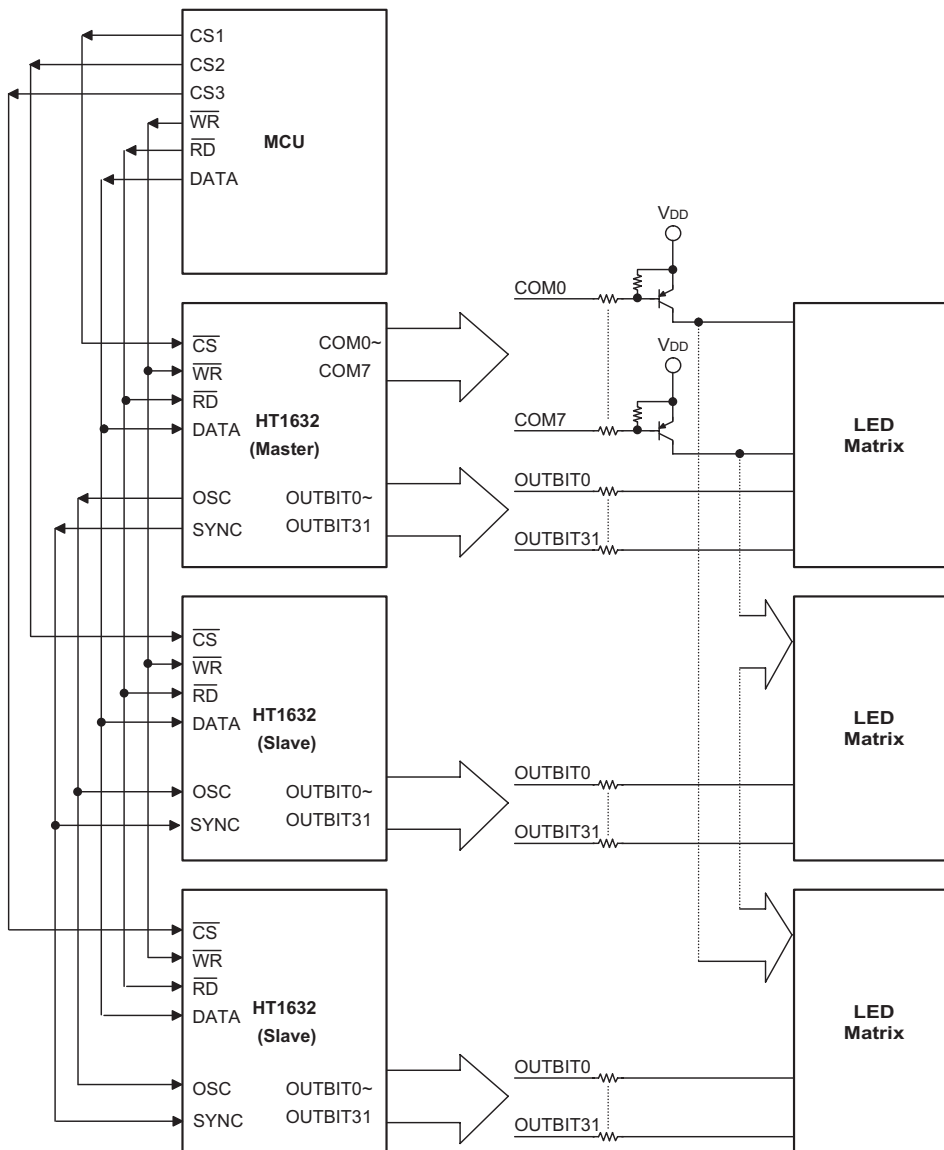 CS1
CS2
CS3
WR
RD
DATA
MCU
CS
WR
RD
DATA
OSC
SYNC
HT1632
(Master)
COM0~
COM7
OUTBIT0~
OUTBIT31
COM0
VDD
COM7
VDD
OUTBIT0
OUTBIT31
LED
Matrix
CS
WR
RD
DATA
OSC
SYNC
HT1632
(Slave)
OUTBIT0~
OUTBIT31
OUTBIT0
OUTBIT31
LED
Matrix
CS
WR
RD
DATA
OSC
SYNC
HT1632
(Slave)
OUTBIT0~
OUTBIT31
OUTBIT0
OUTBIT31
LED
Matrix